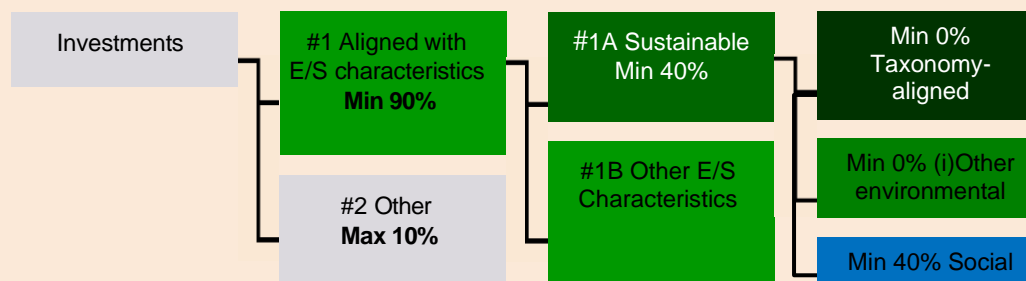 Investments
#1 Aligned with
E/S characteristics
Min 90%
#2 Other
Max 10%
#1A Sustainable
Min 40%
#1B Other E/S
Characteristics
Min 0%
Taxonomy-
aligned
Min 0% (i)Other
environmental
Min 40% Social